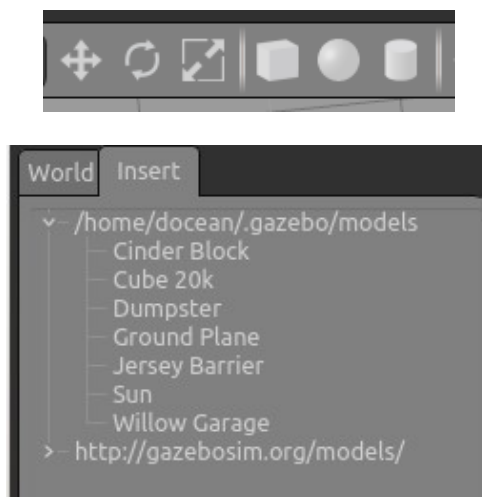 World Insert
/home/docean/.gazebo/models
Cinder Block
Cube 20k
Dumpster
Ground Plane
Jersey Barrier
Sun
Willow Garage
http://gazebosim.org/models/